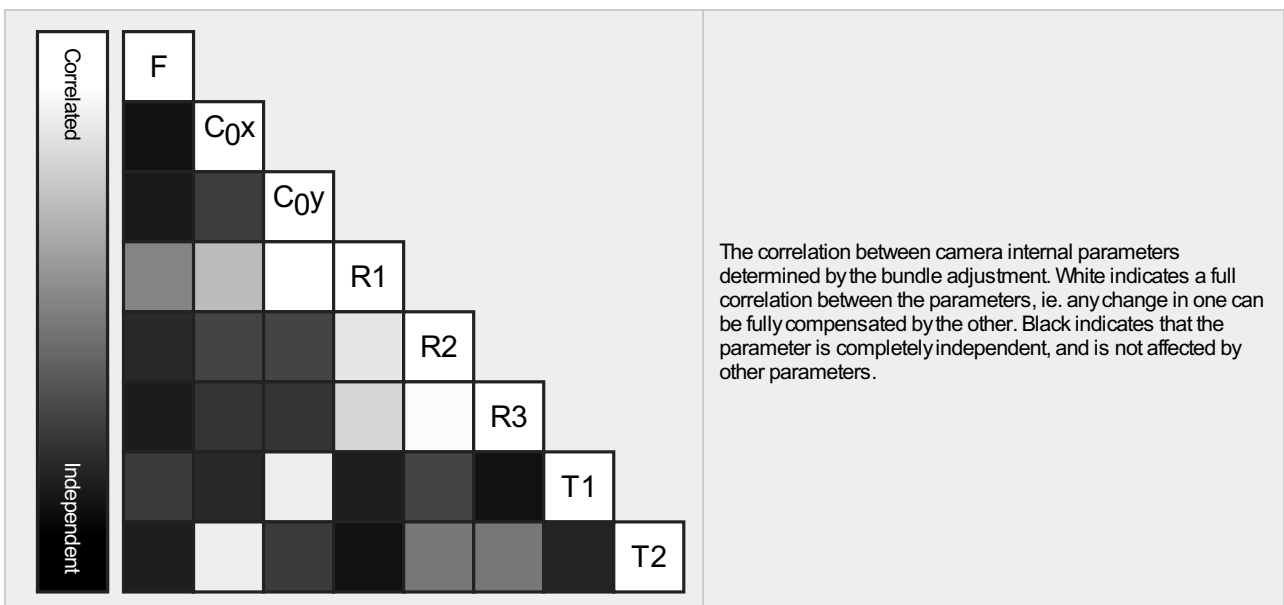 Correlated
Independent
F
C0x
C0y
R1
R2
R3
T1
T2
The correlation between camera internal parameters
determined by the bundle adjustment. White indicates a full
correlation between the parameters, ie. any change in one can
be fully compensated by the other. Black indicates that the
parameter is completely independent, and is not affected by
other parameters.